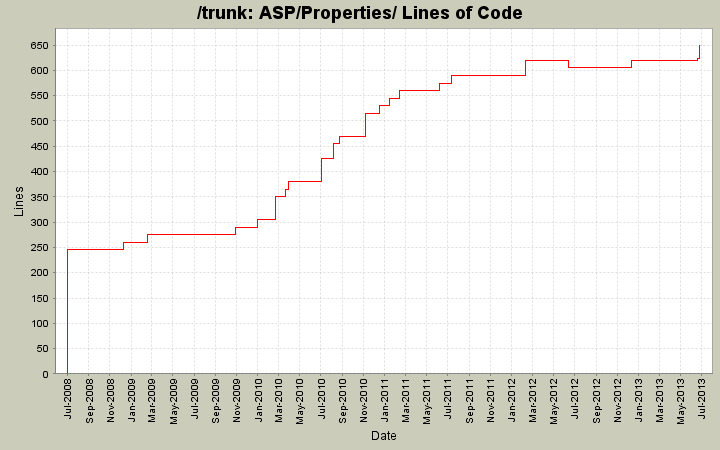 /trunk: ASP/Properties/ Lines of Code
Lines
650
600
550
500
450
400
350
300
250
200
150
100
50
0
Jul-2008
Sep-2008
Nov-2008
Jan-2009
Mar-2009
May-2009
Jul-2009
Sep-2009
Nov-2009
Jan-2010
Mar-2010
May-2010
Jul-2010
Sep-2010
Nov-2010
Jan-2011
Mar-2011
May-2011
Jul-2011
Sep-2011
Nov-2011
Jan-2012
Mar-2012
May-2012
Jul-2012
Sep-2012
Nov-2012
Jan-2013
Mar-2013
May-2013
Jul-2013
Date